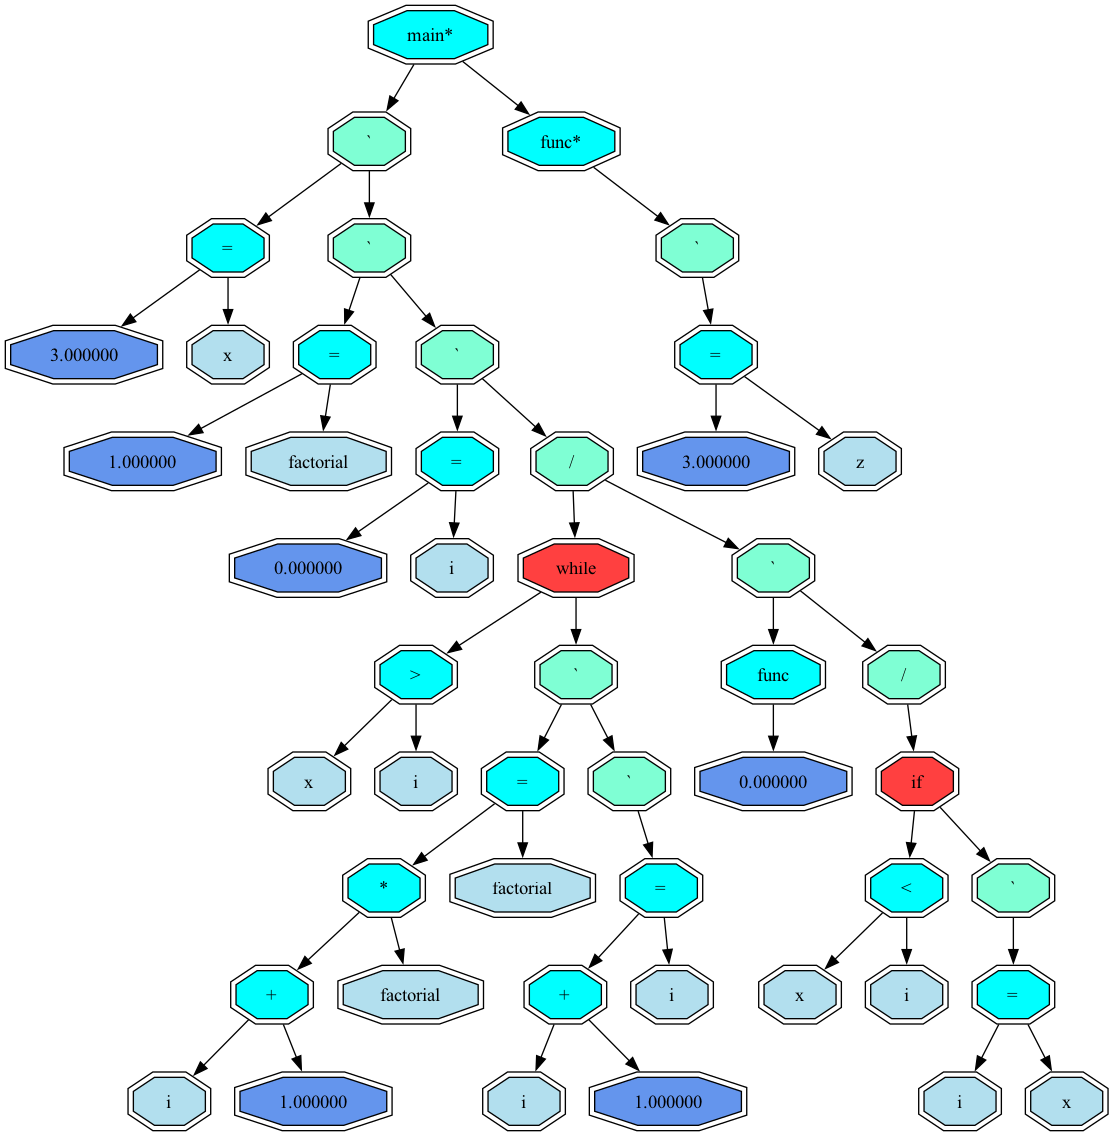 main*
` func*
= ` `
3.000000 x = ` =
1.000000 factorial = / 3.000000 z
0.000000 i while `
> ` func /
x i = ` 0.000000 if
* factorial = < `
+ factorial + i x i =
i 1.000000 i 1.000000 i x